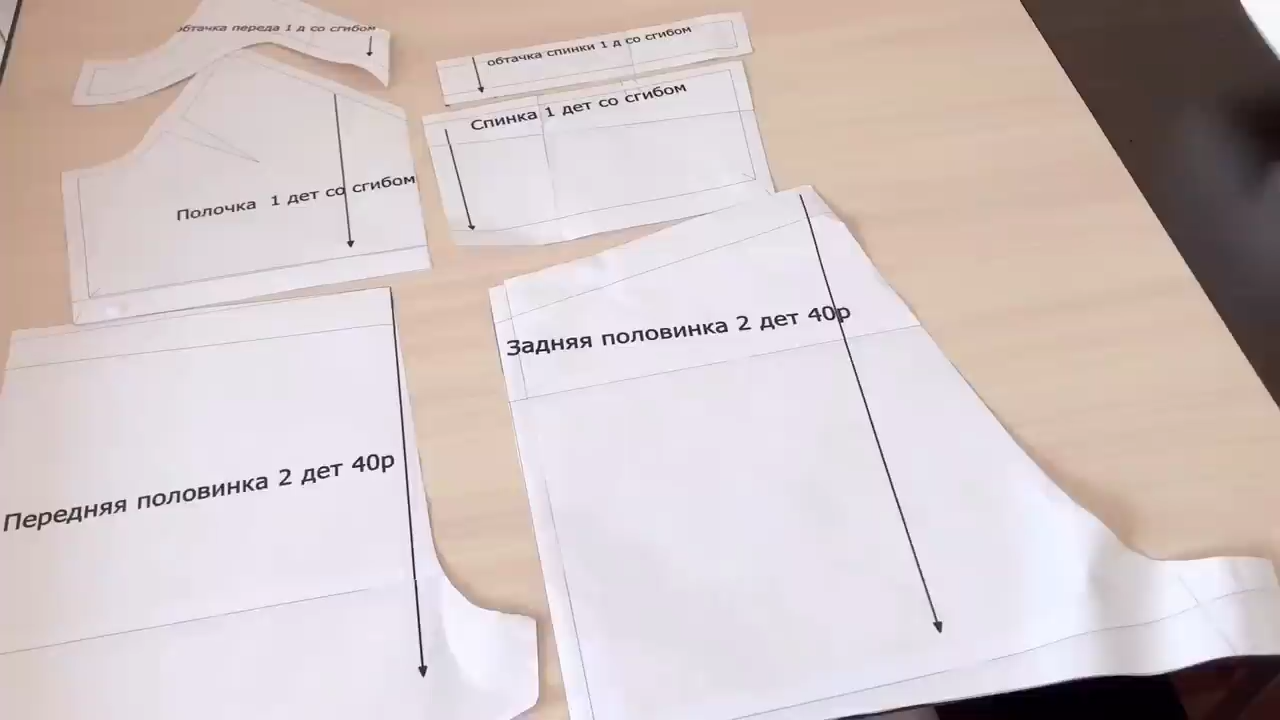 обтачка переда 1 д со сгибом
обтачка спинки 1 д со сгибом
Спинка 1 дет со сгибом
Полочка 1 дет со сгибом
Задняя половинка 2 дет 40р
Передняя половинка 2 дет 40р